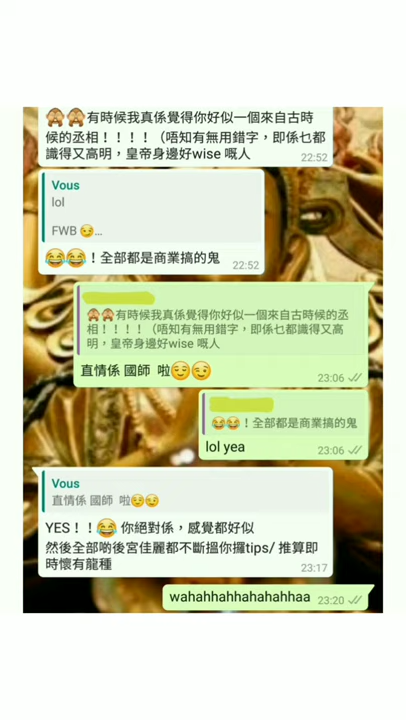 🙈🙈有時候我真係覺得你好似一個來自古時
候的丞相！！！！（唔知有無用錯字，即係乜都
識得又高明，皇帝身邊好wise 嘅人
22:52
Vous
lol
FWB 😏...
😂😂！全部都是商業搞的鬼
22:52
🙈🙈有時候我真係覺得你好似一個來自古時候的丞
相！！！！（唔知有無用錯字，即係乜都識得又高
明，皇帝身邊好wise 嘅人
直情係 國師  啦😌😏
23:06
😂😂！全部都是商業搞的鬼
lol yea
23:06
Vous
直情係 國師  啦😌😏
YES！！😂 你絕對係，感覺都好似
然後全部啲後宮佳麗都不斷搵你攞tips/ 推算即
時懷有龍種
23:17
wahahhahhahahahhaa
23:20